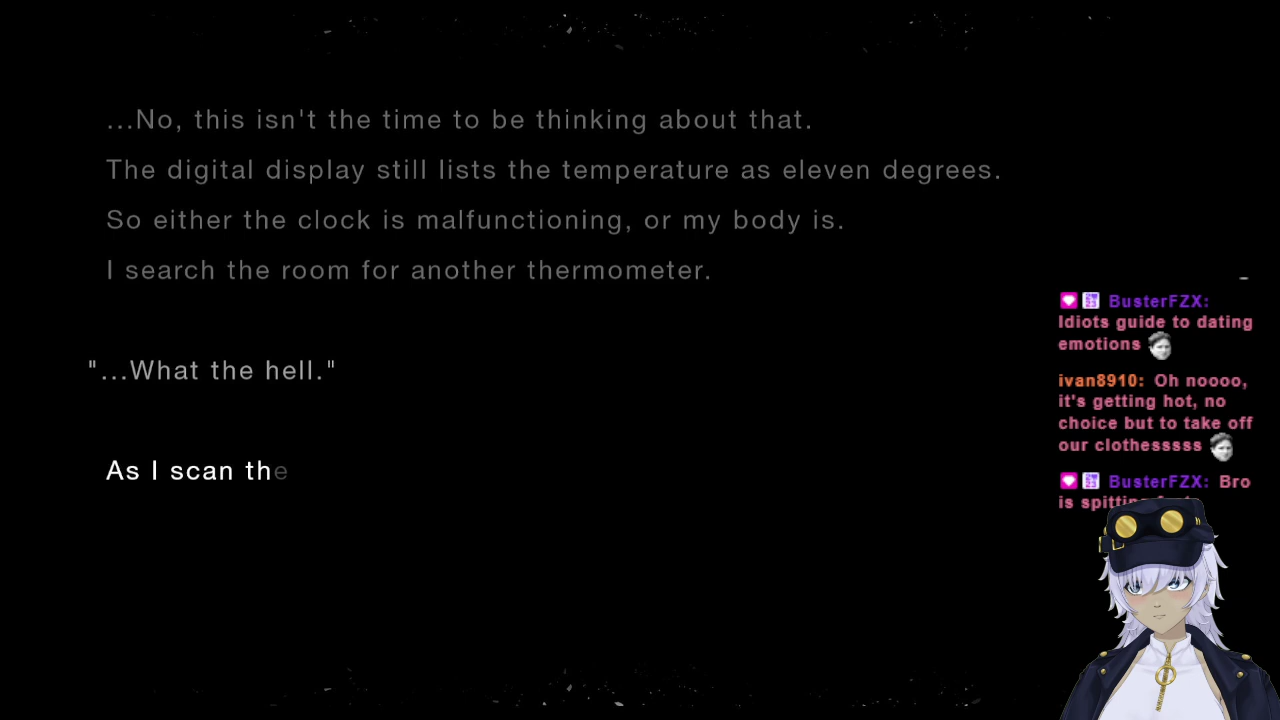 ...No, this isn't the time to be thinking about that.
The digital display still lists the temperature as eleven degrees.
So either the clock is malfunctioning, or my body is.
I search the room for another thermometer.
"...What the hell."
As I scan the
BusterFZX:
Idiots guide to dating
emotions
ivan8910: Oh noooo,
it's getting hot, no
choice but to take off
our clothesssss
BusterFZX: Bro
is